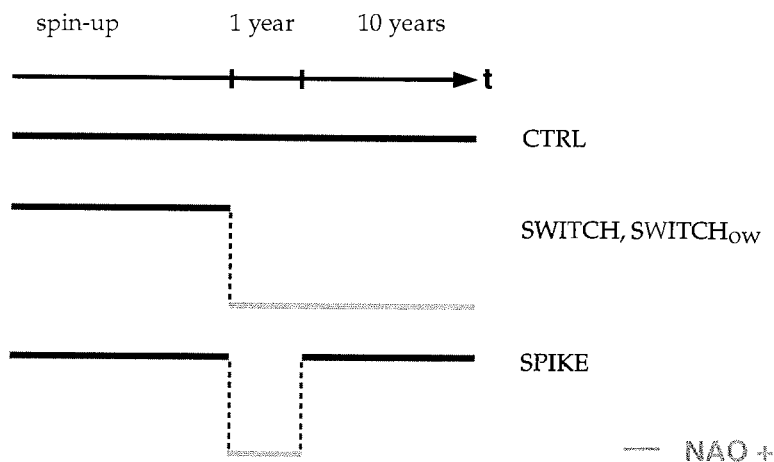 spin-up 1 year 10 years
t
CTRL
SWITCH, SWITCHOW
SPIKE
NAO +